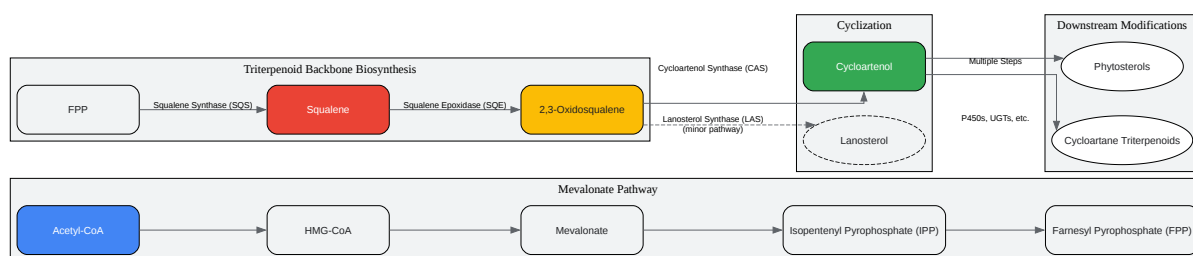 Cyclization
Downstream Modifications
Triterpenoid Backbone Biosynthesis
Cycloartenol Synthase (CAS)
Cycloartenol
Multiple Steps
Phytosterols
FPP
Squalene Synthase (SQS)
Squalene
Squalene Epoxidase (SQE)
2,3-Oxidosqualene
Lanosterol Synthase (LAS)
(minor pathway)
P450s, UGTs, etc.
Lanosterol
Cycloartane Triterpenoids
Mevalonate Pathway
Acetyl-CoA
HMG-CoA
Mevalonate
Isopentenyl Pyrophosphate (IPP)
Farnesyl Pyrophosphate (FPP)